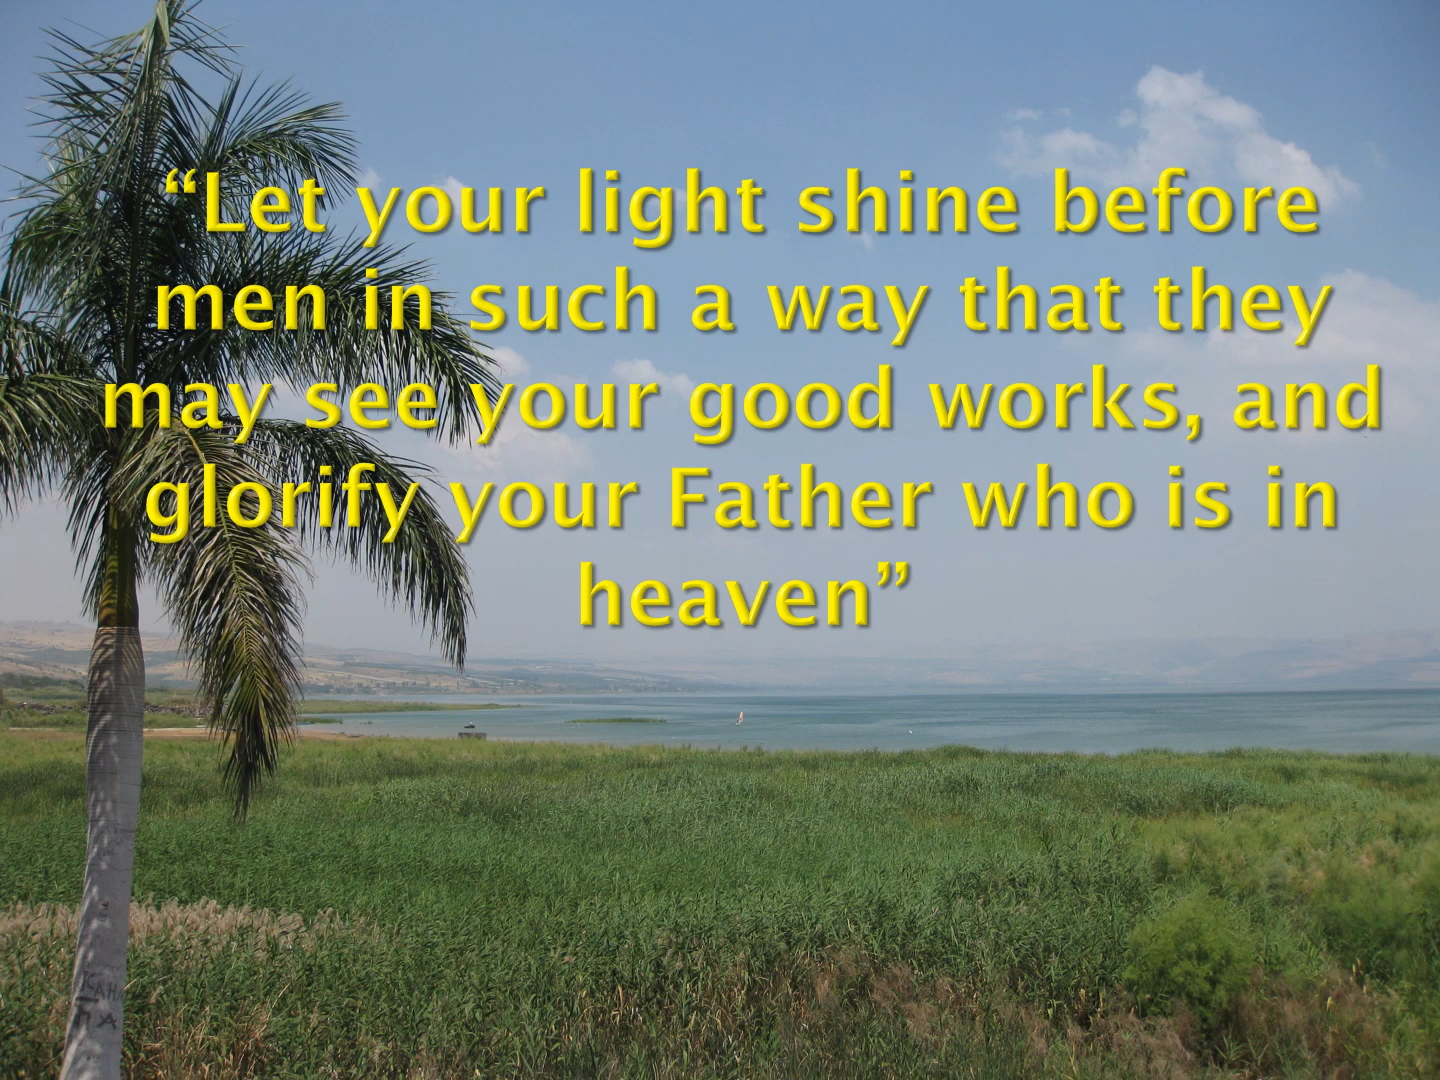 “Let your light shine before
men in such a way that they
may see your good works, and
glorify your Father who is in
heaven”